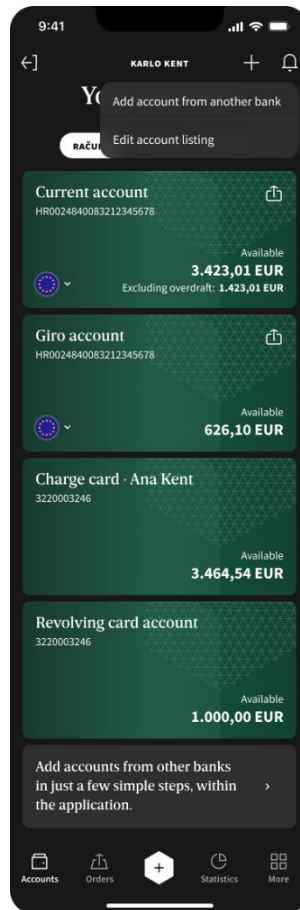 9:41
KARLO KENT
Yo
Add account from another bank
RAČU
Edit account listing
Current account
HR0024840083212345678
Available
3.423,01 EUR
Excluding overdraft: 1.423,01 EUR
Giro account
HR0024840083212345678
Available
626,10 EUR
Charge card · Ana Kent
3220003246
Available
3.464,54 EUR
Revolving card account
3220003246
Available
1.000,00 EUR
Add accounts from other banks
in just a few simple steps, within
the application.
Accounts Orders Statistics More